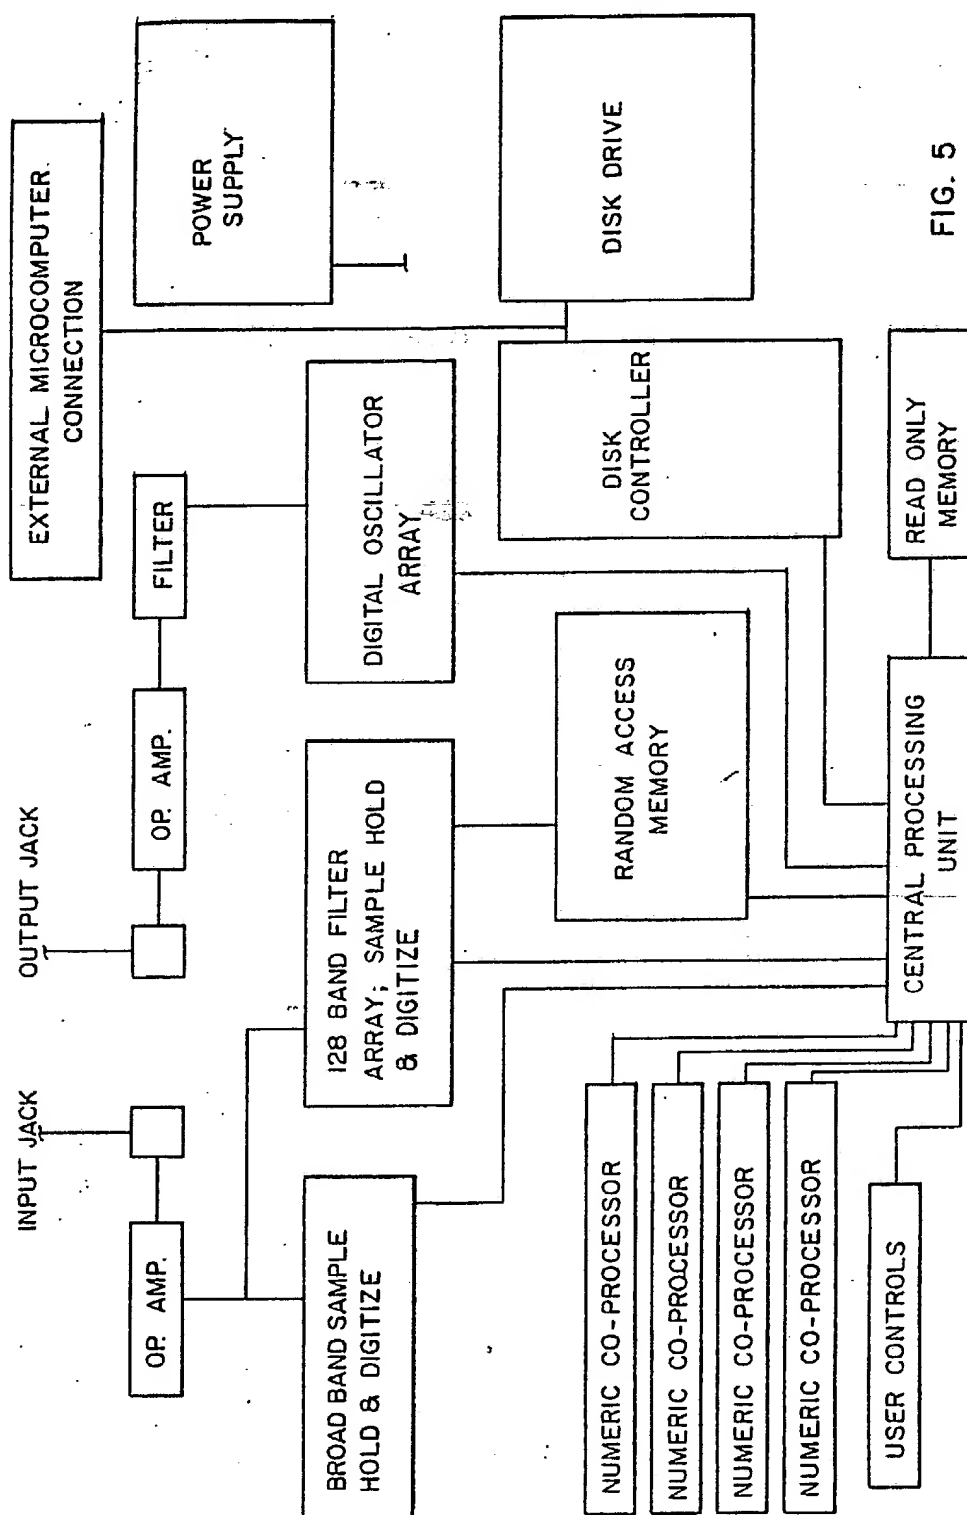 INPUT JACK
OUTPUT JACK
EXTERNAL MICROCOMPUTER
CONNECTION
OP. AMP.
OP. AMP.
FILTER
POWER
SUPPLY
BROAD BAND SAMPLE
HOLD & DIGITIZE
128 BAND FILTER
ARRAY; SAMPLE HOLD
& DIGITIZE
DIGITAL OSCILLATOR
ARRAY
RANDOM ACCESS
MEMORY
DISK
CONTROLLER
DISK DRIVE
NUMERIC CO-PROCESSOR
NUMERIC CO-PROCESSOR
NUMERIC CO-PROCESSOR
NUMERIC CO-PROCESSOR
USER CONTROLS
CENTRAL PROCESSING
UNIT
READ ONLY
MEMORY
FIG. 5